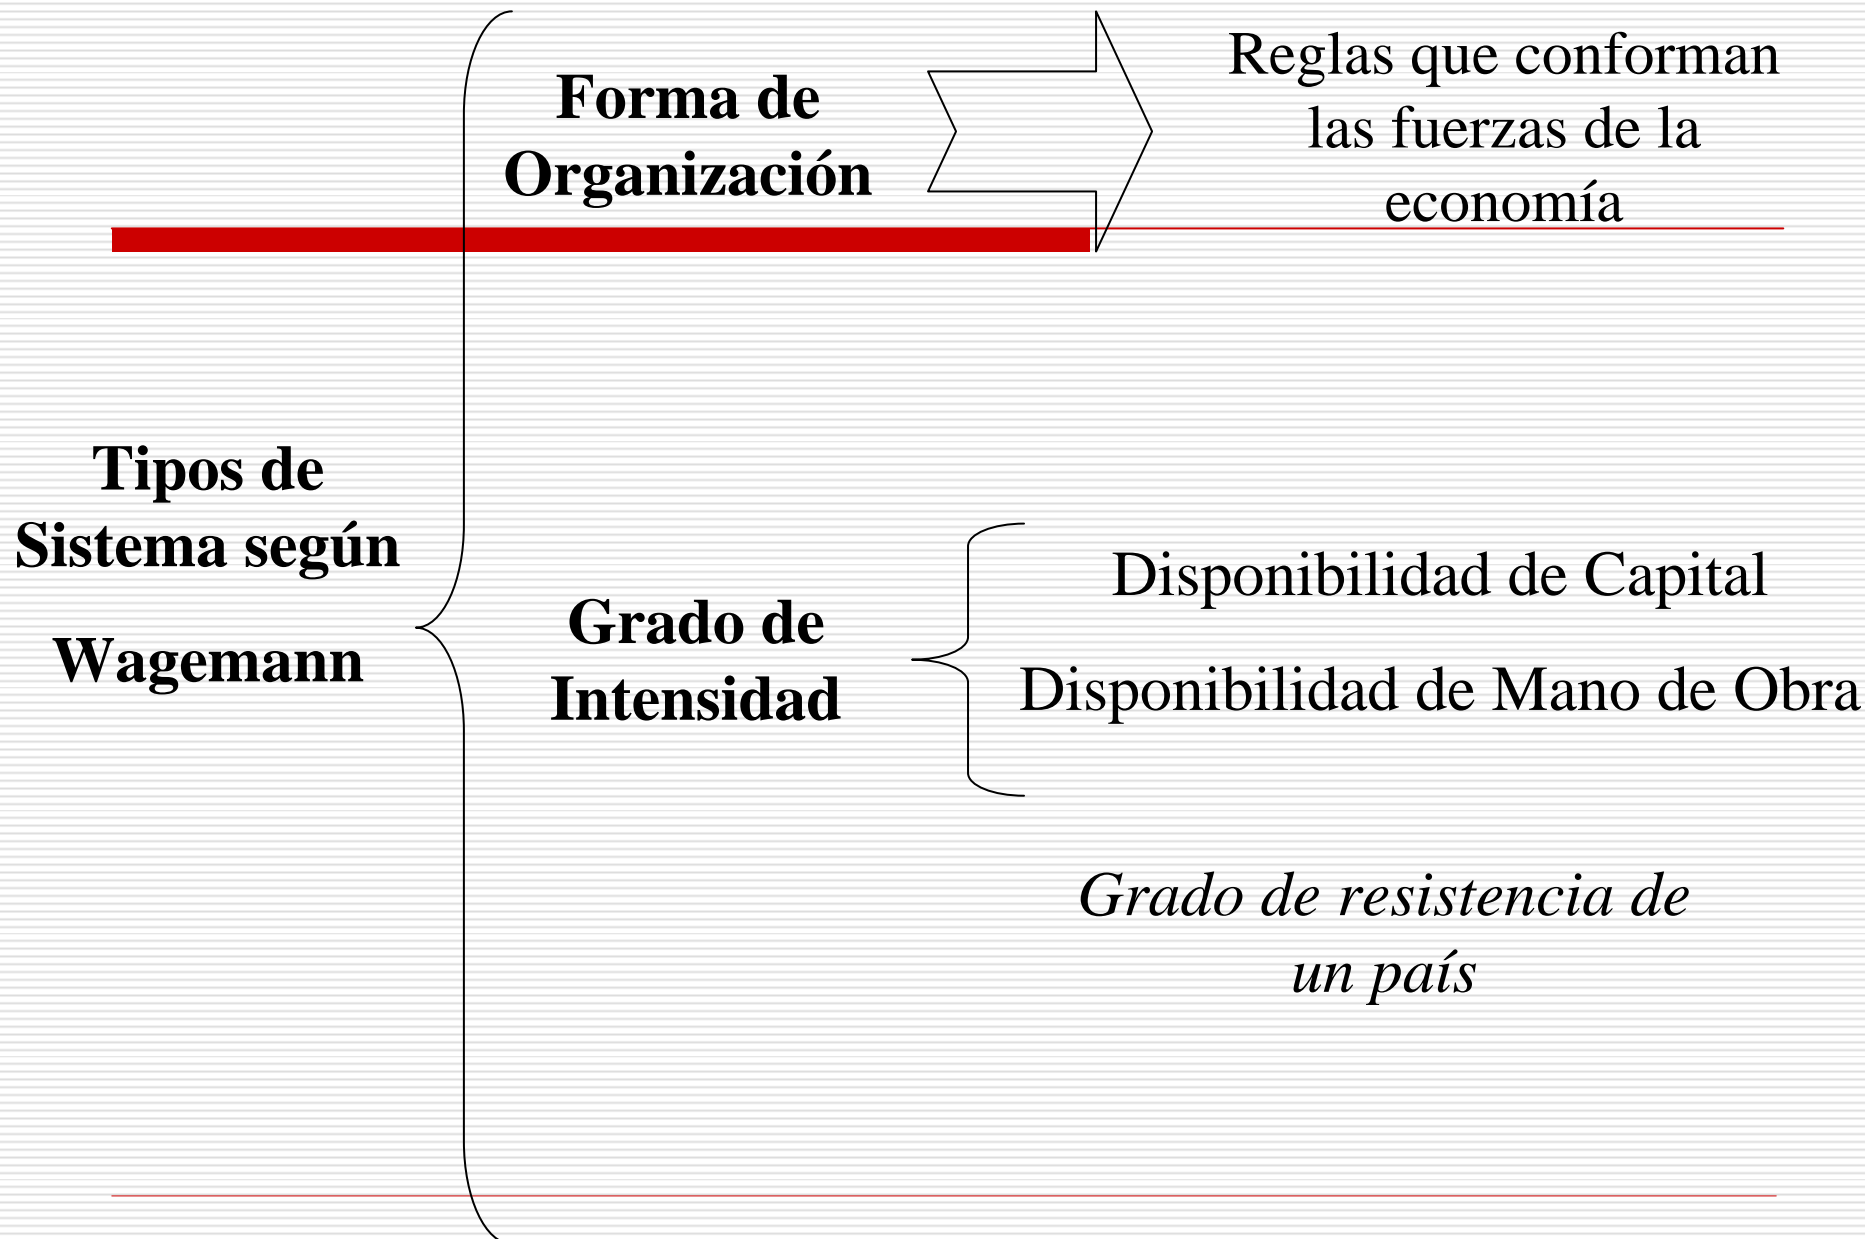 Tipos de
Sistema según
Wagemann
Forma de
Organización
Reglas que conforman
las fuerzas de la
economía
Grado de
Intensidad
Disponibilidad de Capital
Disponibilidad de Mano de Obra
Grado de resistencia de
un país